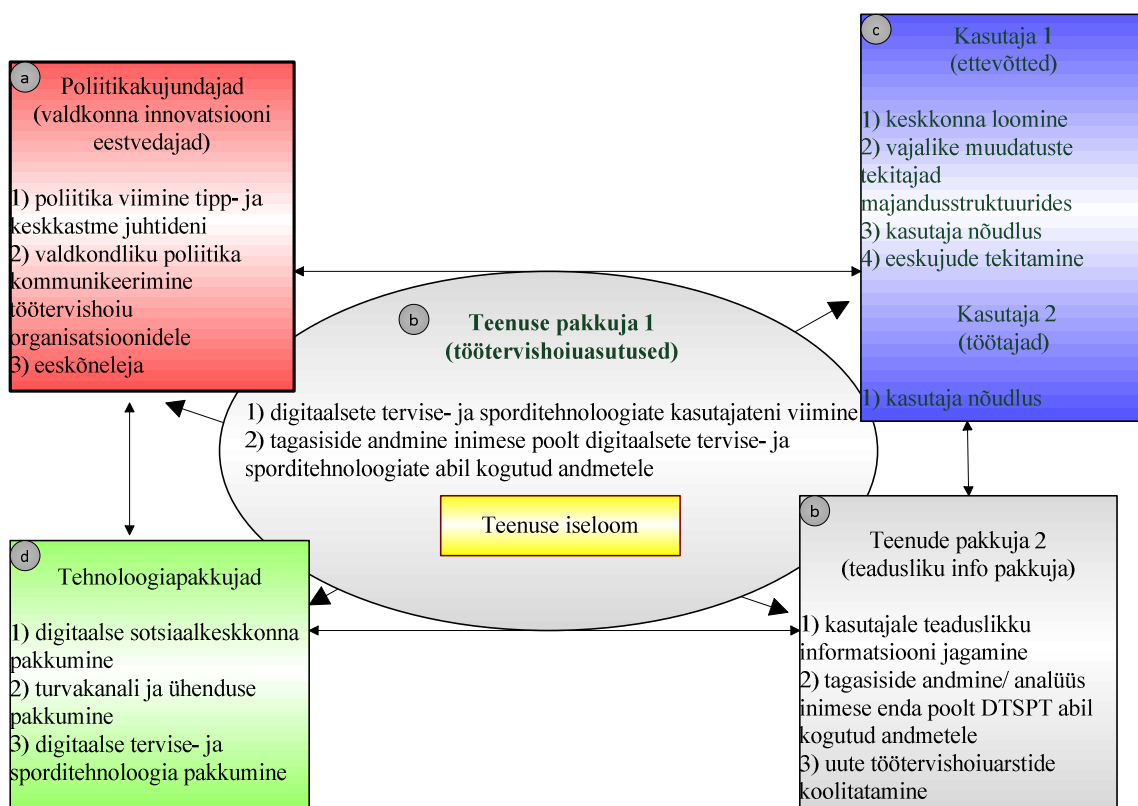 a
Poliitikakujundajad
(valdkonna innovatsiooni
eestvedajad)
1) poliitika viimine tipp- ja
keskkastme juhtideni
2) valdkondliku poliitika
kommunikeerimine
töötervishoiu
organisatsioonidele
3) eeskõneleja
c
Kasutaja 1
(ettevõtted)
1) keskkonna loomine
2) vajalike muudatuste
tekitajad
majandusstruktuurides
3) kasutaja nõudlus
4) eeskujude tekitamine
Kasutaja 2
(töötajad)
1) kasutaja nõudlus
b
Teenuse pakkuja 1
(töötervishoiuasutused)
1) digitaalsete tervise- ja sporditehnoloogiate kasutajateni viimine
2) tagasiside andmine inimese poolt digitaalsete tervise- ja
sporditehnoloogiate abil kogutud andmetele
Teenuse iseloom
d
Tehnoloogiapakkujad
1) digitaalse sotsiaalkeskkonna
pakkumine
2) turvakanali ja ühenduse
pakkumine
3) digitaalse tervise- ja
sporditehnoloogia pakkumine
b
Teenude pakkuja 2
(teadusliku info pakkuja)
1) kasutajale teaduslikku
informatsiooni jagamine
2) tagasiside andmine/ analüüs
inimese enda poolt DTSPT abil
kogutud andmetele
3) uute töötervishoiuarstide
koolitatamine